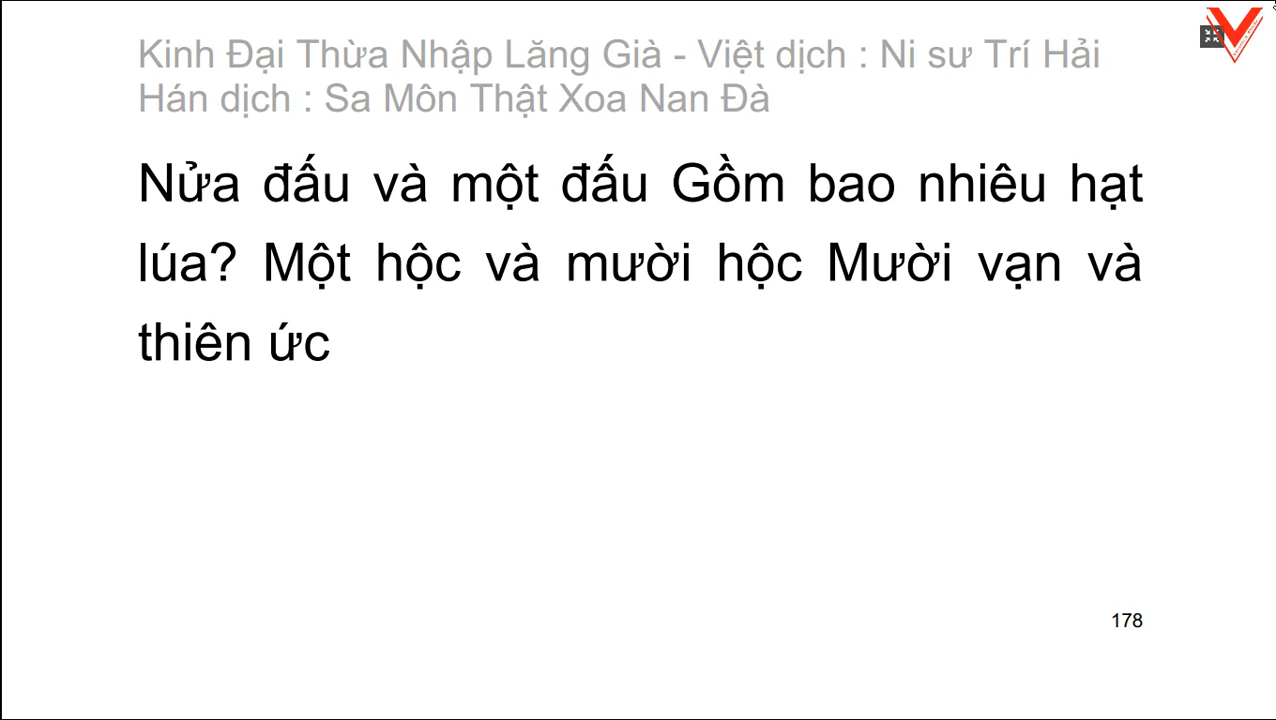 Kinh Đại Thừa Nhập Lăng Già - Việt dịch : Ni sư Trí Hải
Hán dịch : Sa Môn Thật Xoa Nan Đà
Nửa đấu và một đấu Gồm bao nhiêu hạt
lúa? Một hộc và mười hộc Mười vạn và
thiên ức
178